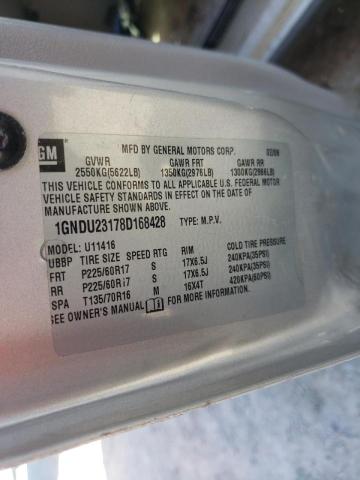 GM
MFD BY GENERAL MOTORS CORP.
GVWR GAWR FRT GAWR RR
2550KG(5622LB) 1350KG(2976LB) 1300KG(2866LB)
THIS VEHICLE CONFORMS TO ALL APPLICABLE U.S. FEDERAL MOTOR
VEHICLE SAFETY STANDARDS IN EFFECT ON THE DATE OF
MANUFACTURE SHOWN ABOVE.
1GNDU23178D168428 TYPE: M.P.V.
MODEL: U11416
UBBP TIRE SIZE SPEED RTG RIM COLD TIRE PRESSURE
FRT P225/60R17 S 17X6.5J 240KPA(35PSI)
RR P225/60R17 S 17X6.5J 240KPA(35PSI)
SPA T135/70R16 M 16X4T 420KPA(60PSI)
SEE OWNER'S MANUAL FOR MORE INFORMATION.